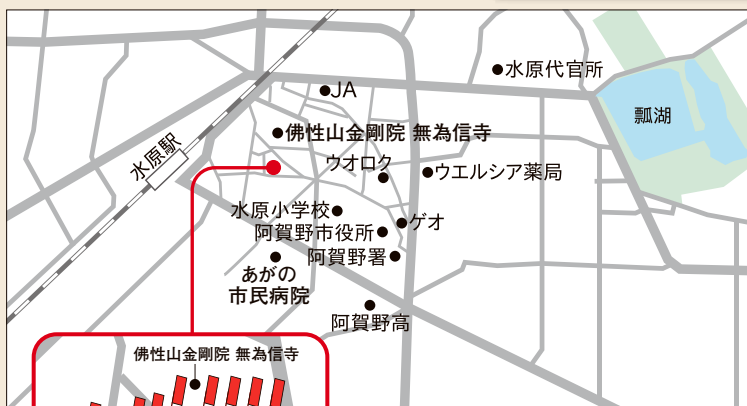 水原代官所
JA
瓢湖
佛性山金剛院 無為信寺
水原駅
ウオロク
ウエルシア薬局
水原小学校
ゲオ
阿賀野市役所
阿賀野署
あがの
市民病院
阿賀野高
佛性山金剛院 無為信寺